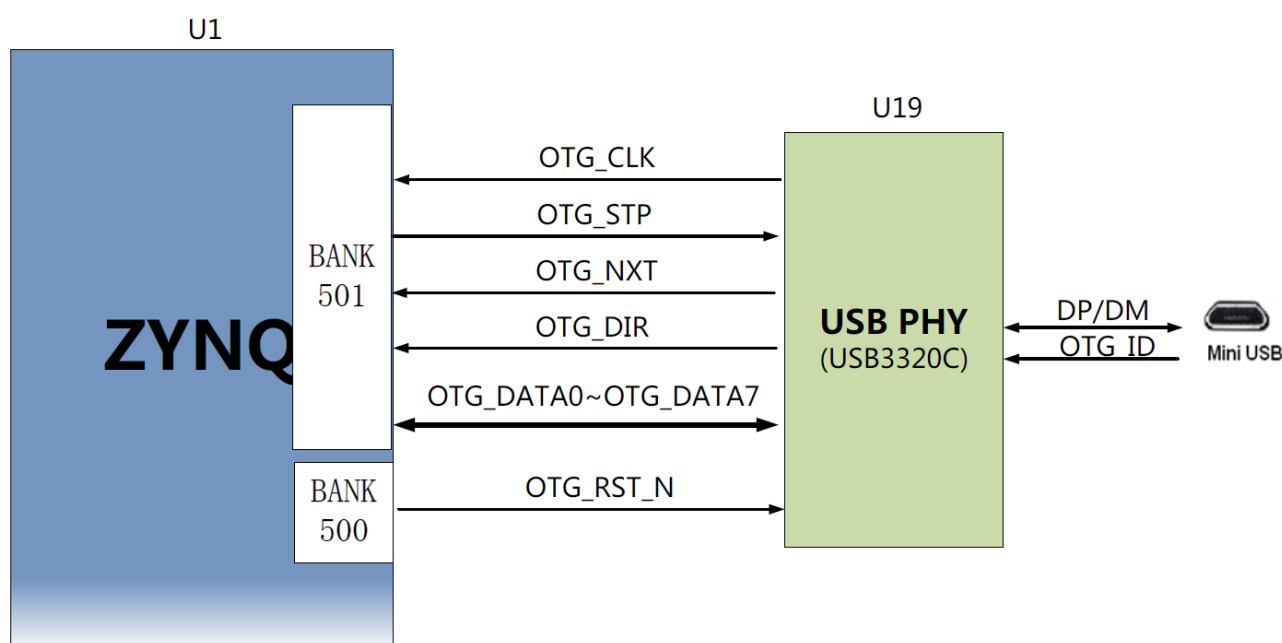 U1
U19
OTG_CLK
OTG_STP
BANK
501
OTG_NXT
OTG_DIR
ZYNQ
USB PHY
(USB3320C)
DP/DM
OTG_ID
Mini USB
OTG_DATA0~OTG_DATA7
BANK
500
OTG_RST_N